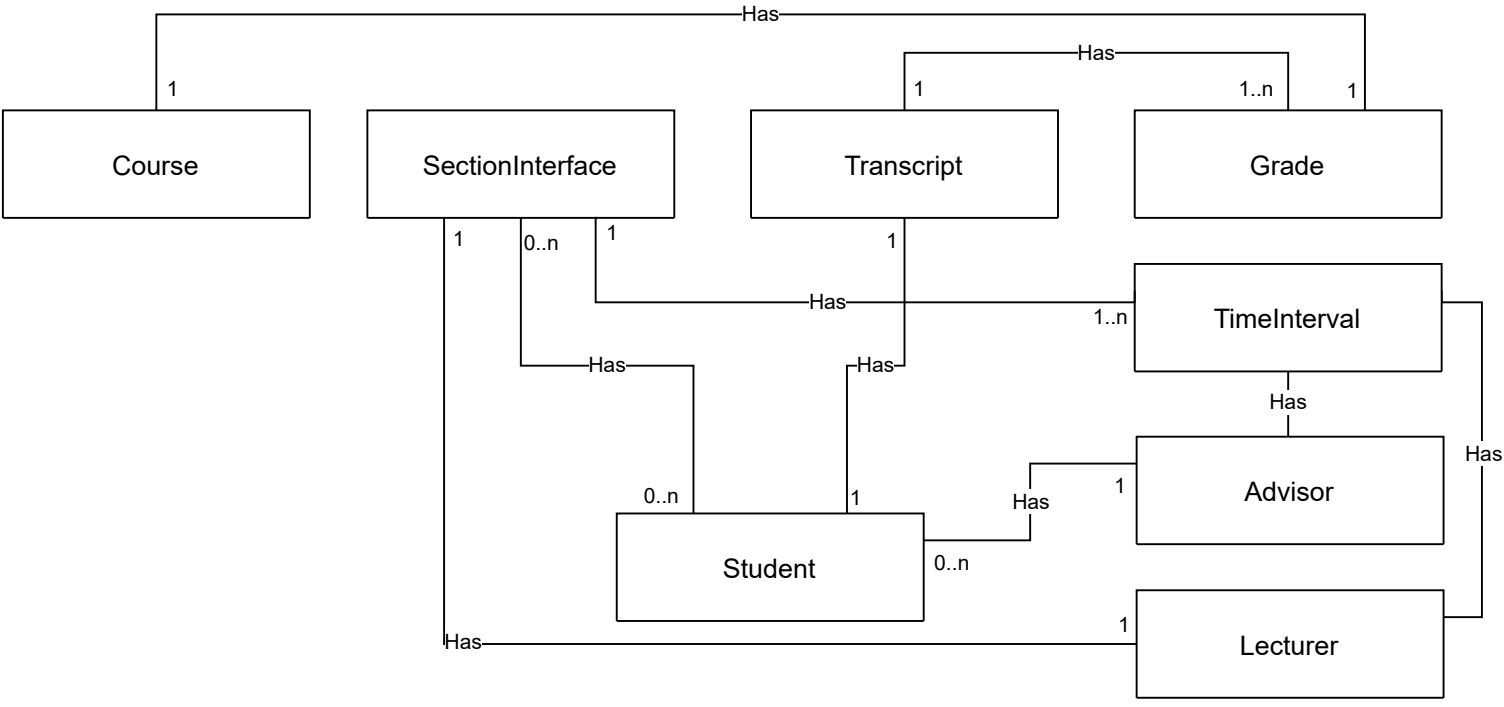 Has
Has
1
1
1..n
1
Course
SectionInterface
Transcript
Grade
1
0..n
1
1
Has
1..n
TimeInterval
Has
Has
Has
Has
0..n
1
1
Advisor
Has
0..n
Student
1
Has
Lecturer